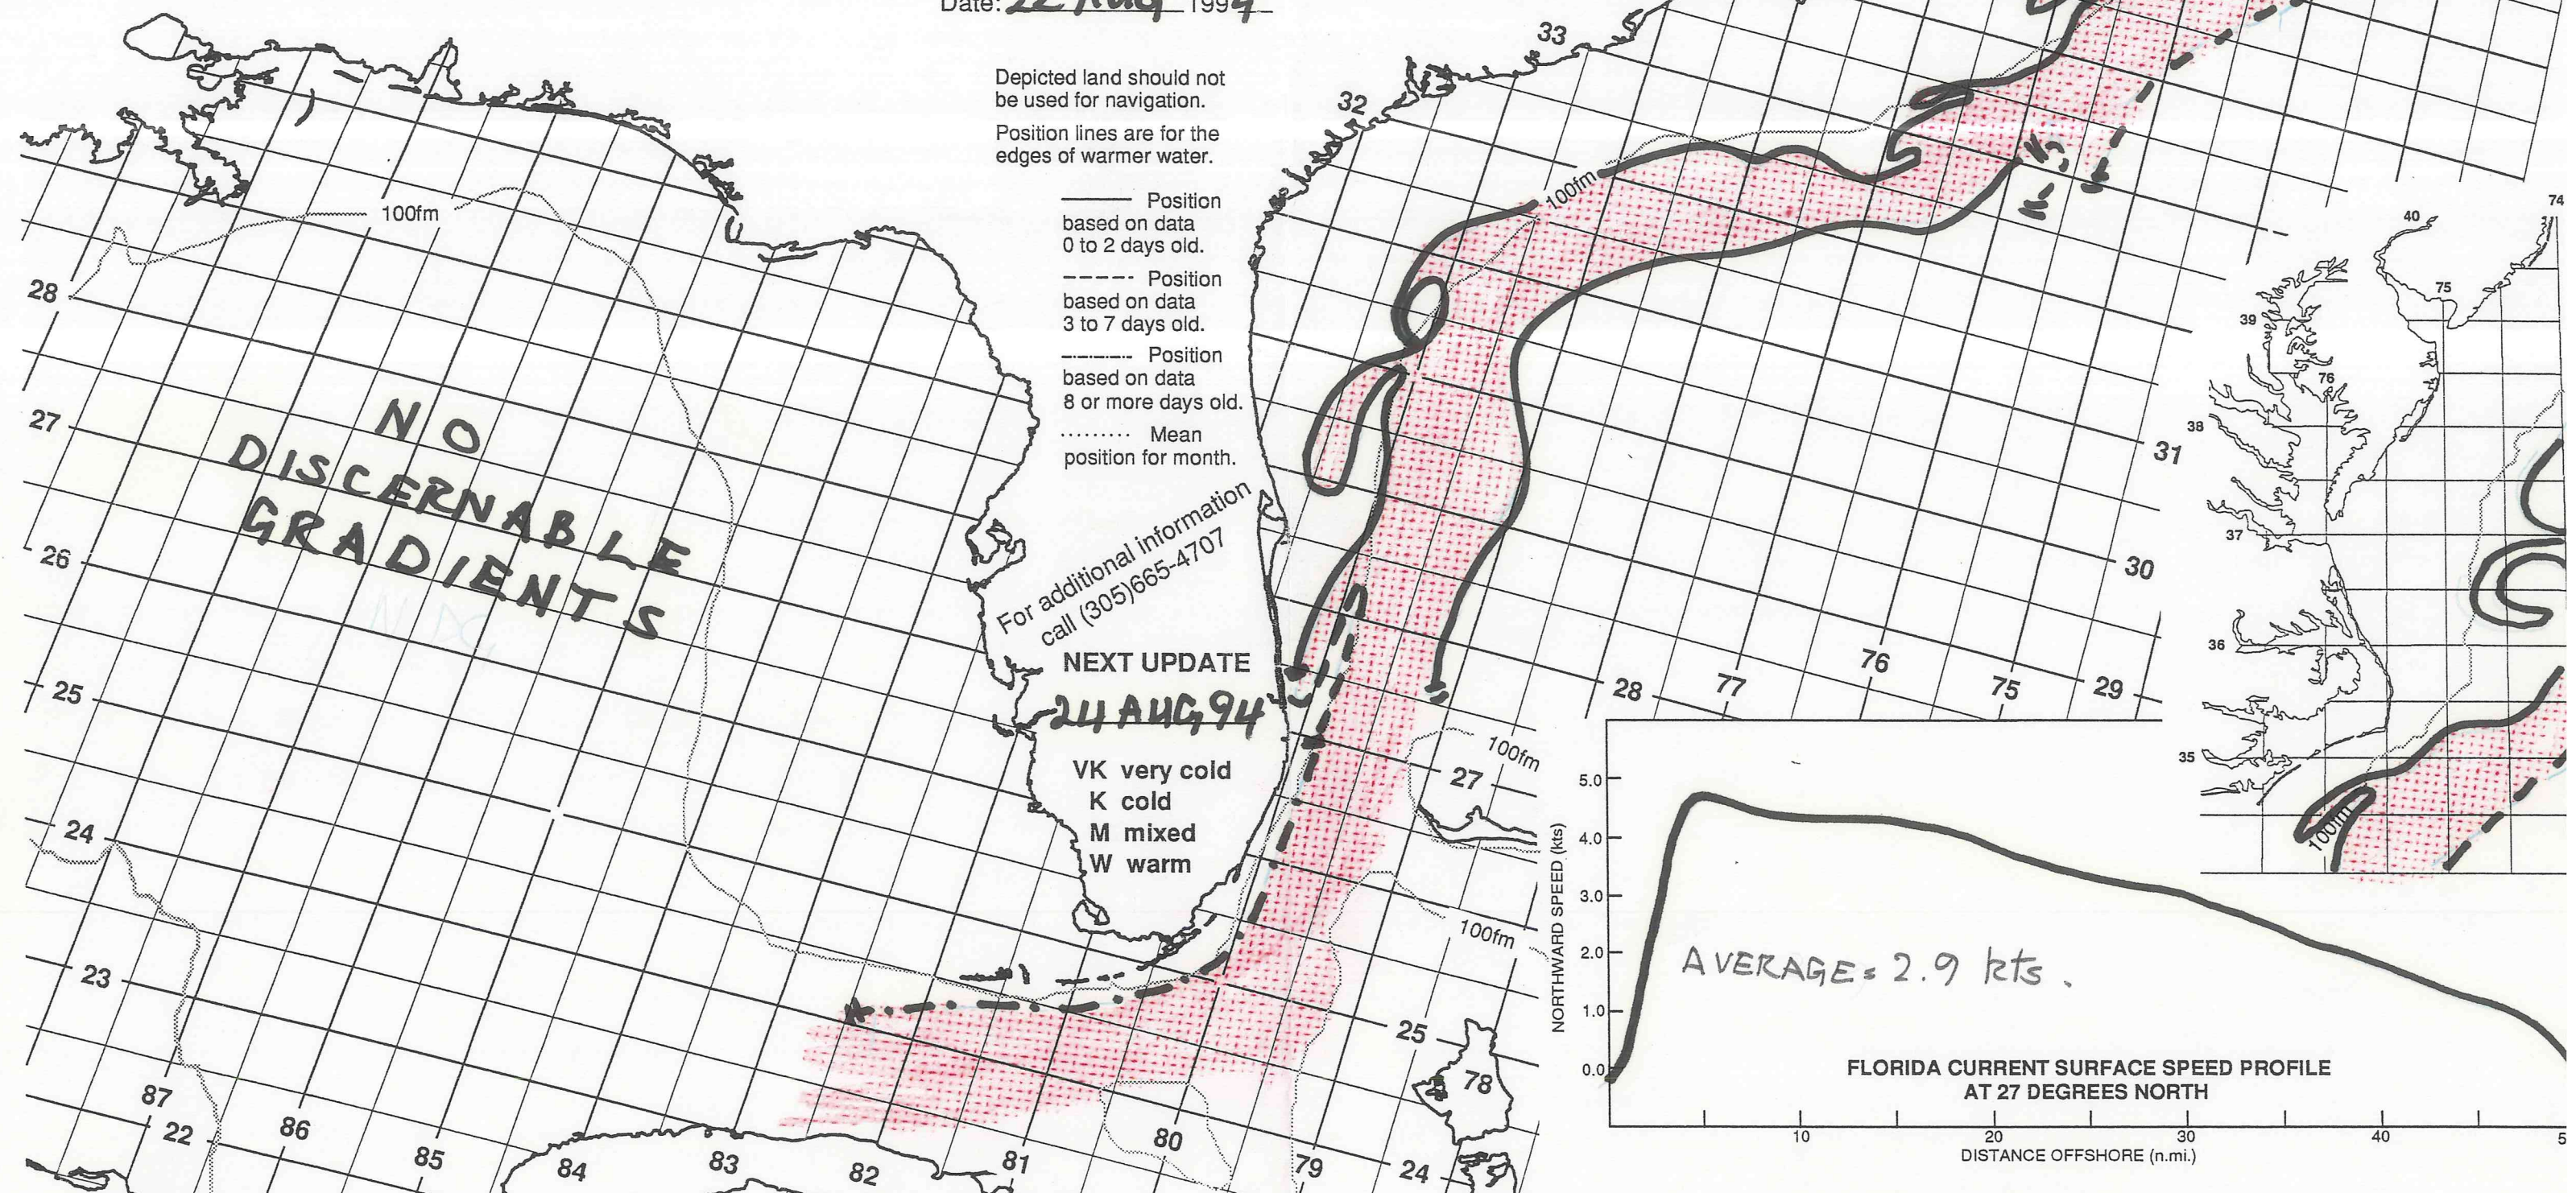 Date: 22 Aug 1994
33
32
Depicted land should not
be used for navigation.
Position lines are for the
edges of warmer water.
Position
based on data
0 to 2 days old.
Position
based on data
3 to 7 days old.
Position
based on data
8 or more days old.
Mean
position for month.
For additional information
call (305)665-4707
NEXT UPDATE
24 AUG 94
VK very cold
K cold
M mixed
W warm
100fm
28
27
26
25
24
23
NO
DISCERNABLE
GRADIENTS
87
22
86
85
84
83
82
81
80
79
24
78
25
100fm
27
100fm
100fm
28
77
76
75
29
30
31
74
40
75
39
76
38
37
36
35
100fm
NORTHWARD SPEED (kts)
5.0
4.0
3.0
2.0
1.0
0.0
AVERAGE = 2.9 kts.
FLORIDA CURRENT SURFACE SPEED PROFILE
AT 27 DEGREES NORTH
10
20
30
40
5
DISTANCE OFFSHORE (n.mi.)